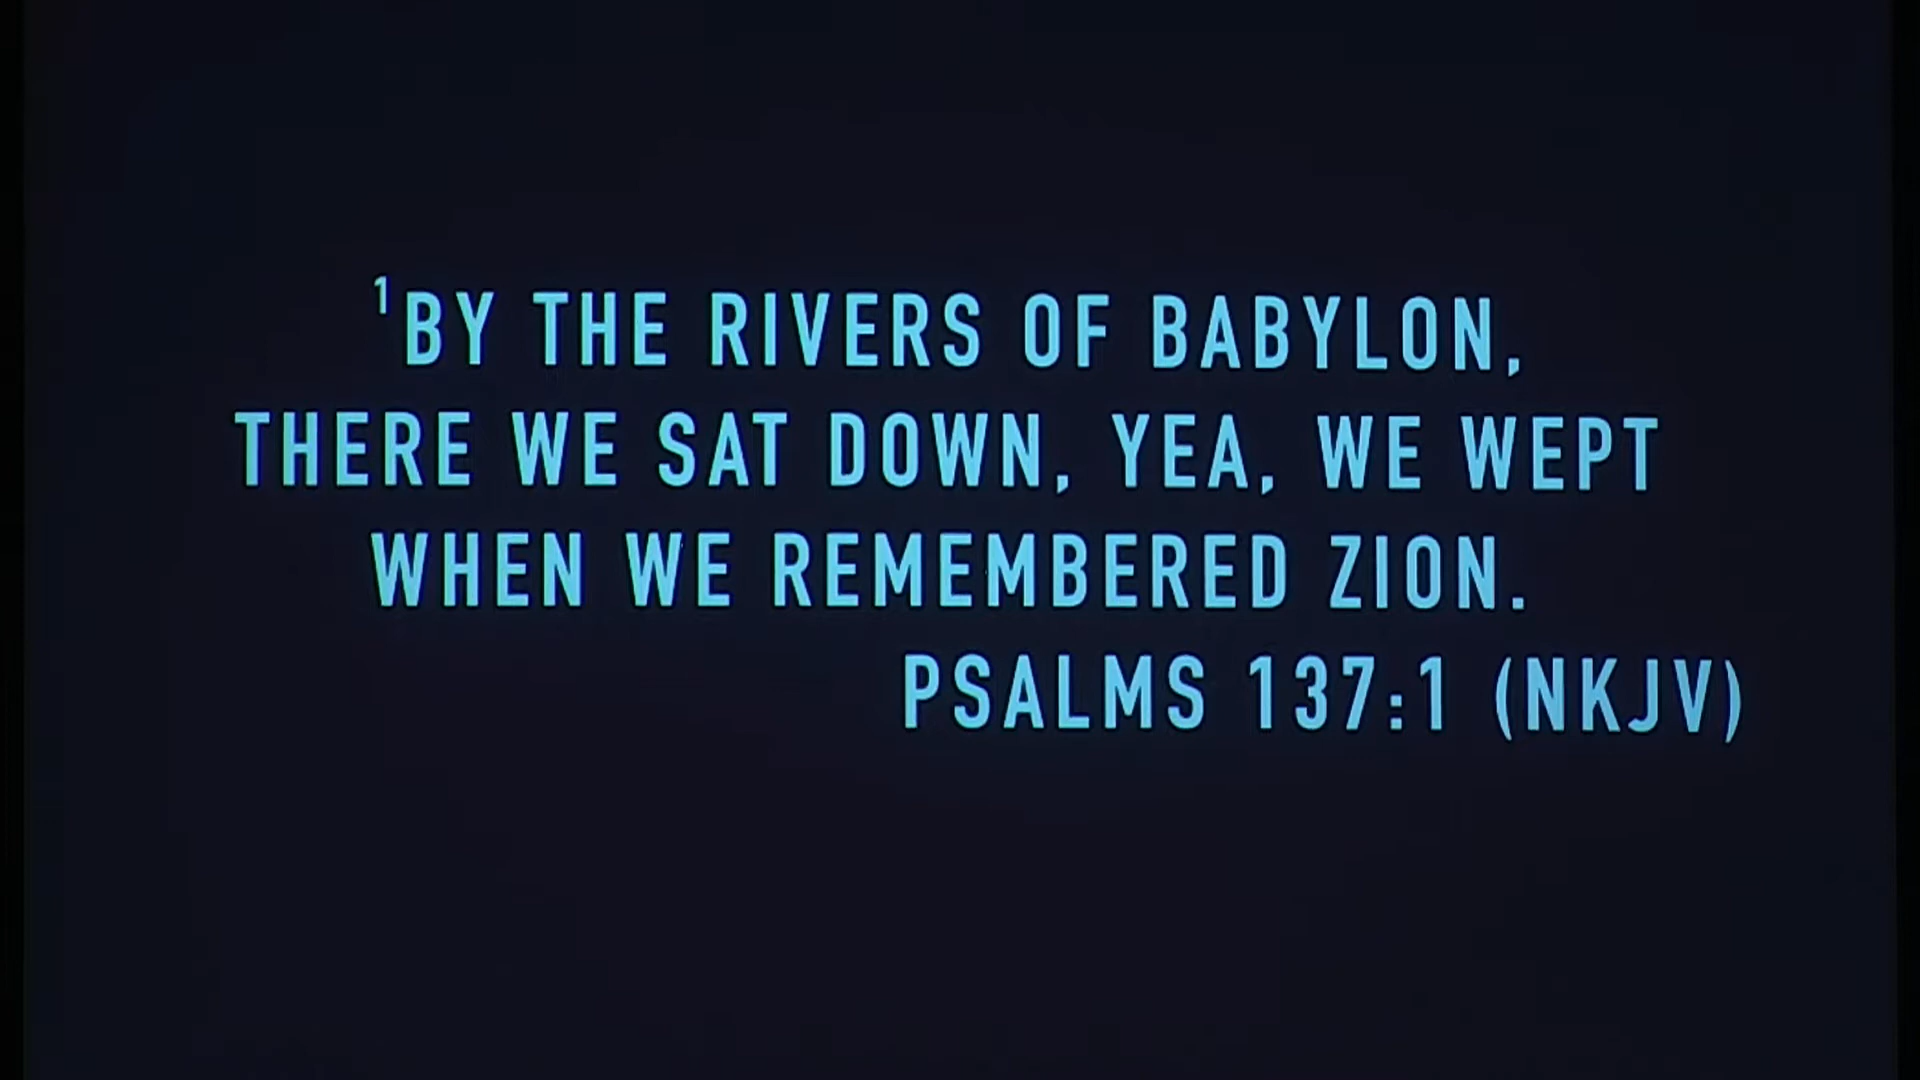 ¹BY THE RIVERS OF BABYLON,
THERE WE SAT DOWN, YEA, WE WEPT
WHEN WE REMEMBERED ZION.
PSALMS 137:1 (NKJV)